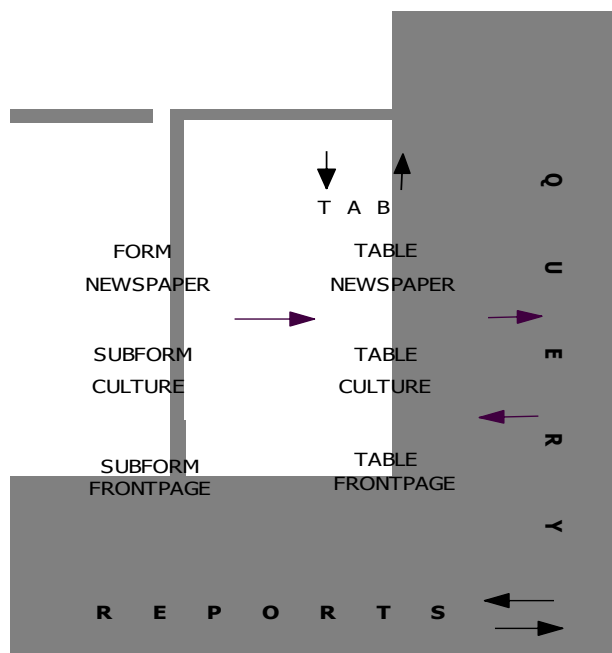 T A B
FORM
NEWSPAPER
TABLE
NEWSPAPER
SUBFORM
CULTURE
TABLE
CULTURE
SUBFORM
FRONTPAGE
TABLE
FRONTPAGE
Q U E R Y
R E P O R T S